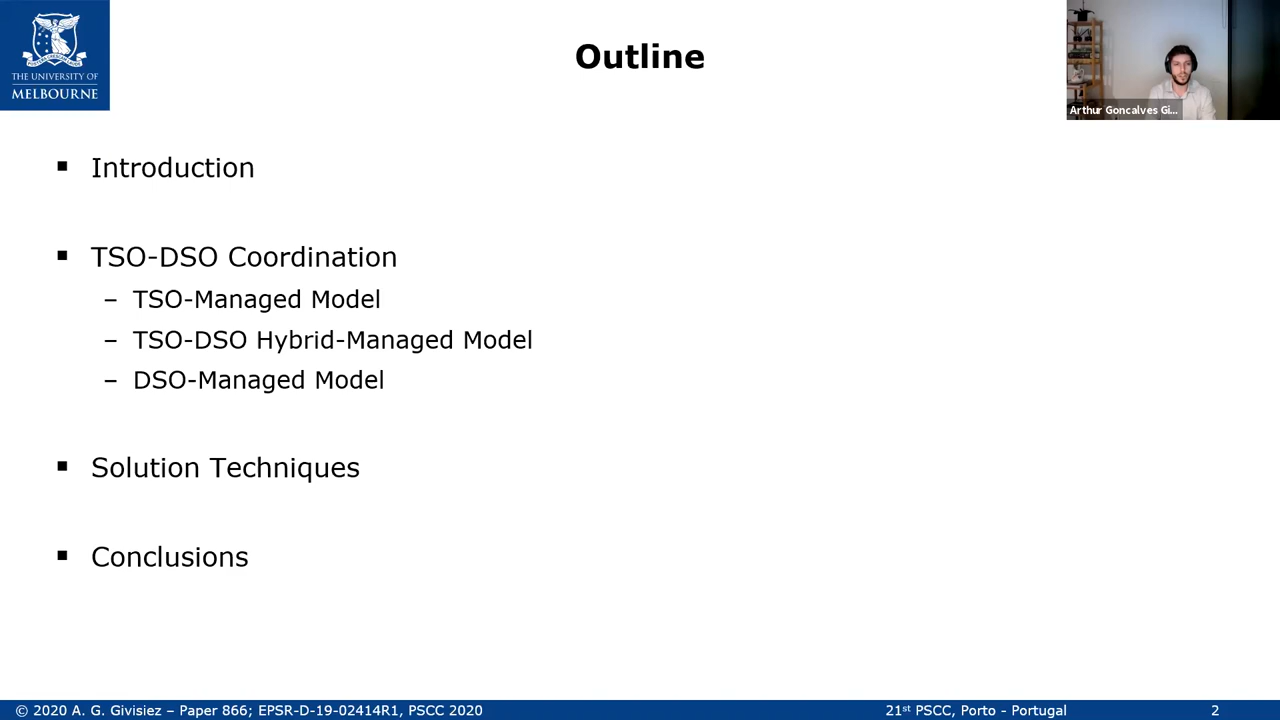 THE UNIVERSITY OF
MELBOURNE
Outline
Arthur Goncalves Gi...
▪ Introduction
▪ TSO-DSO Coordination
– TSO-Managed Model
– TSO-DSO Hybrid-Managed Model
– DSO-Managed Model
▪ Solution Techniques
▪ Conclusions
© 2020 A. G. Givisiez – Paper 866; EPSR-D-19-02414R1, PSCC 2020
21st PSCC, Porto - Portugal
2